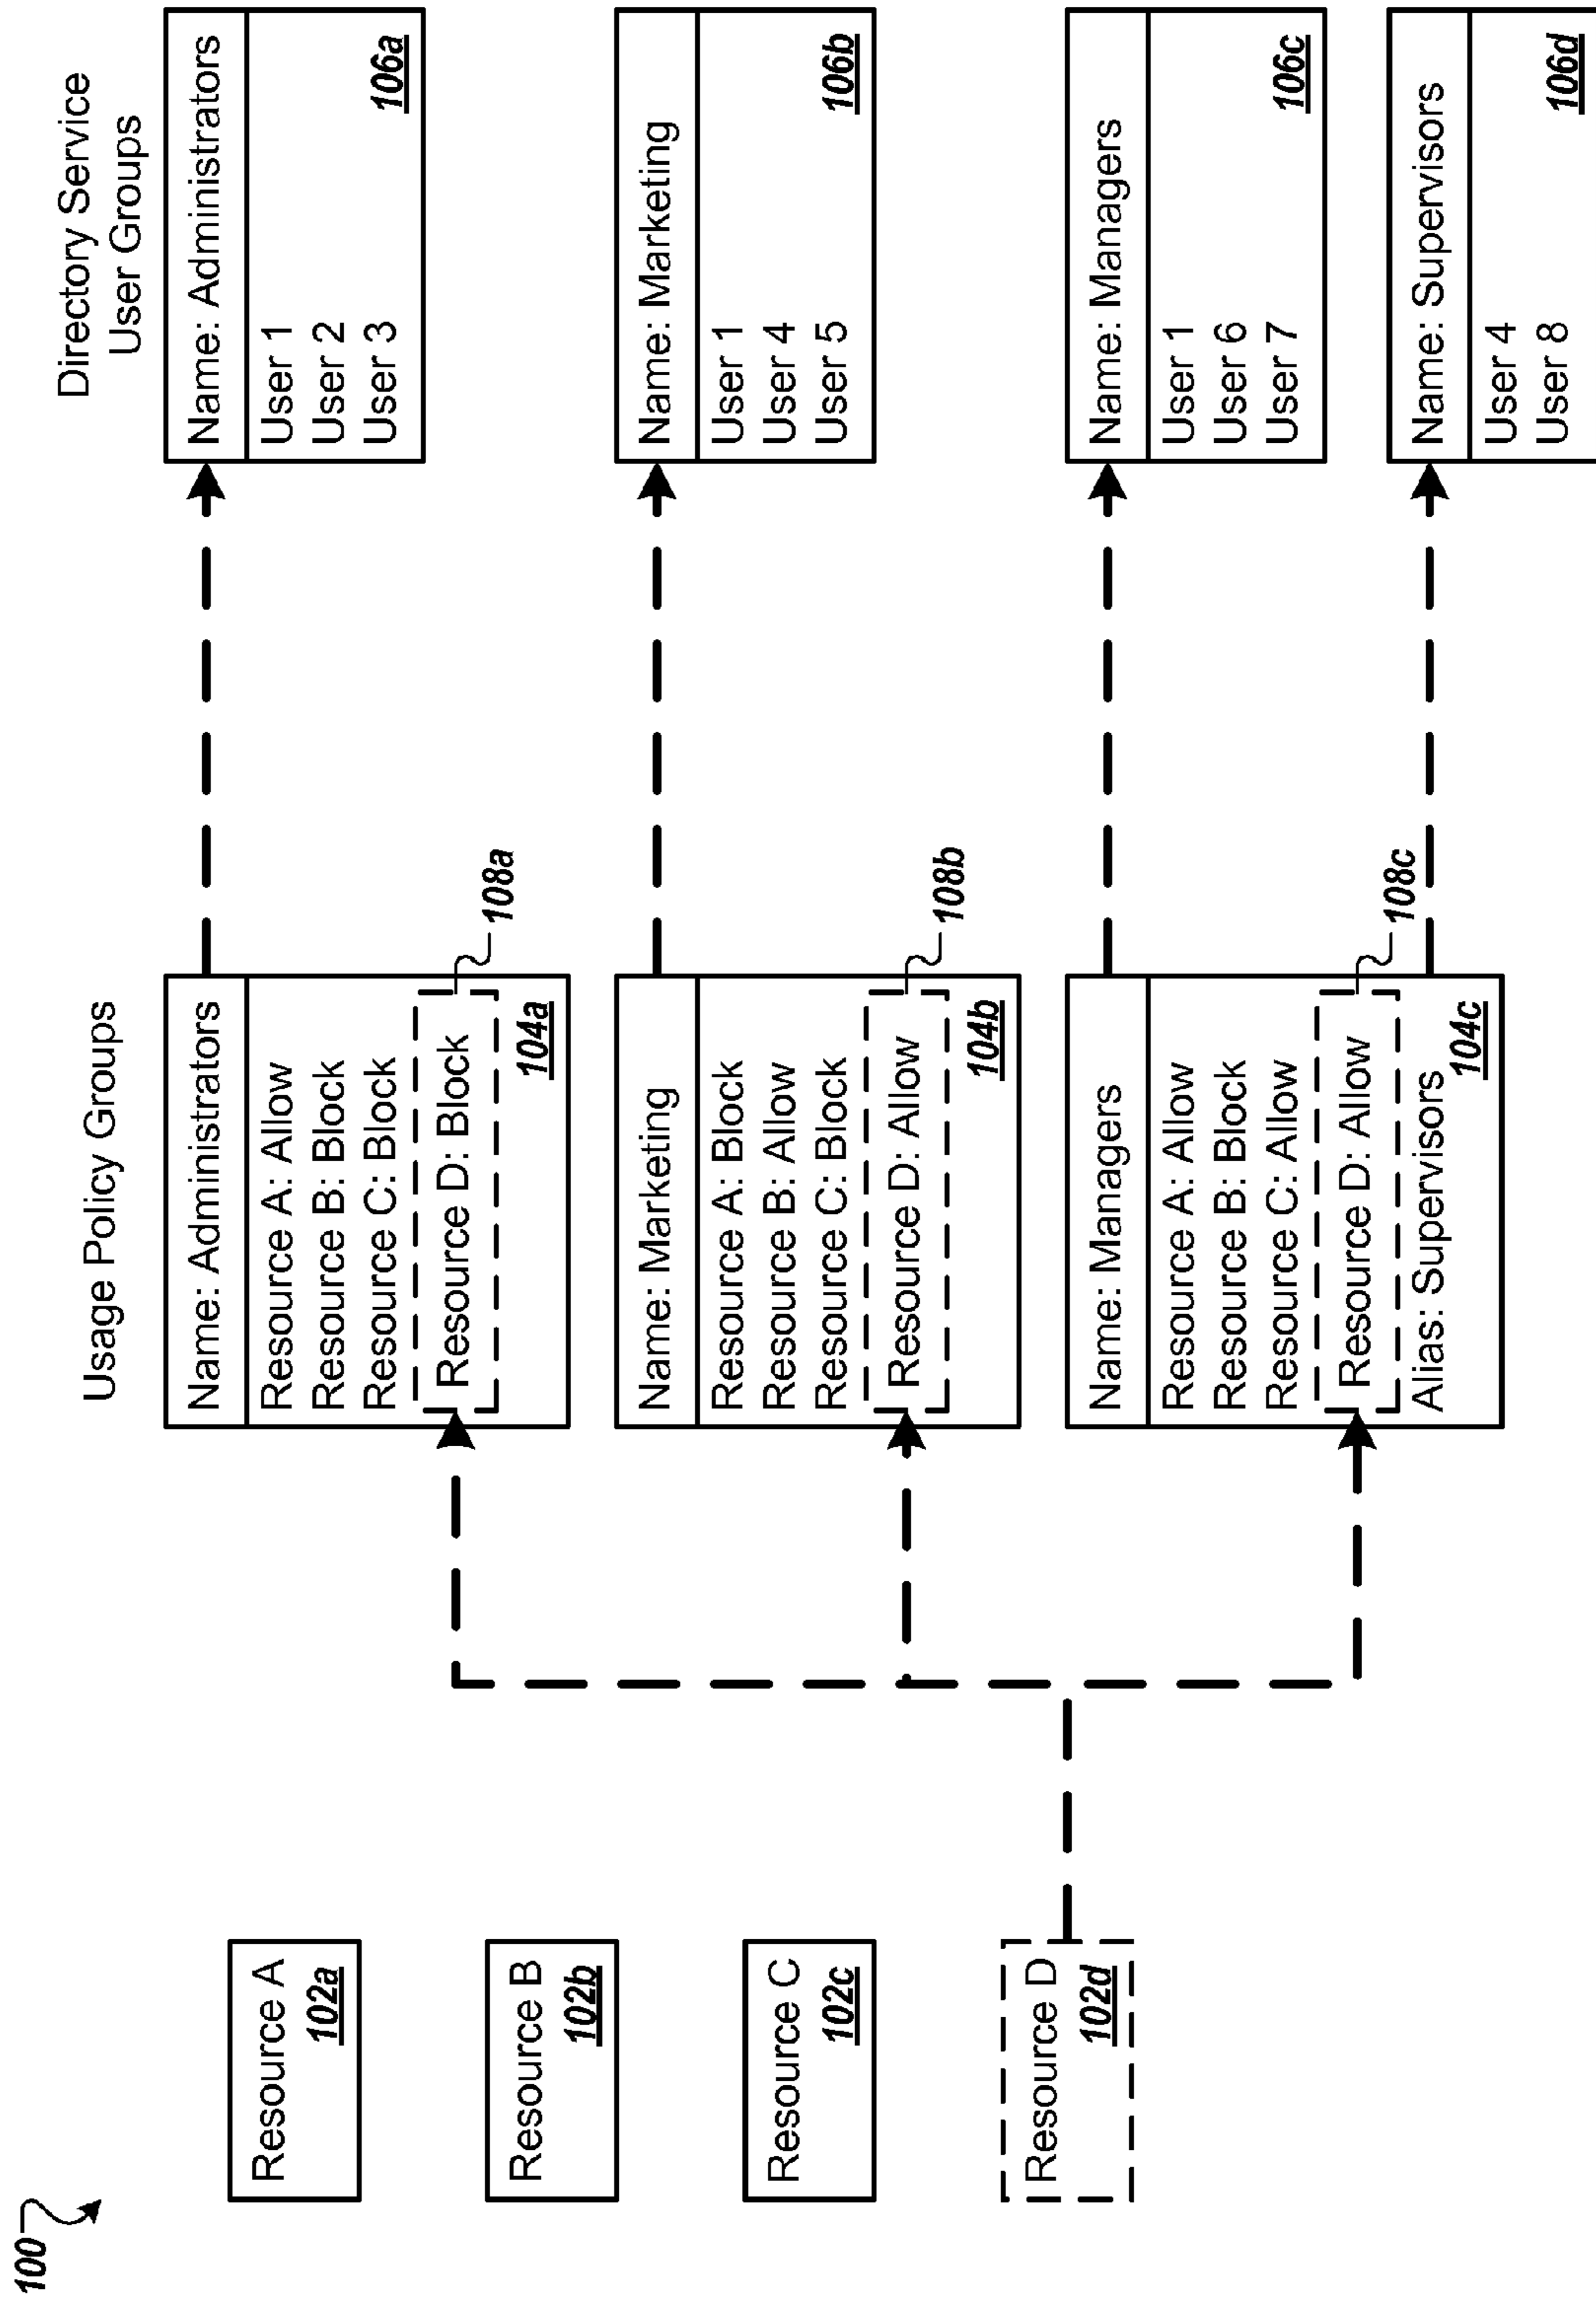 100
Resource A
102a
Resource B
102b
Resource C
102c
Resource D
102d
Usage Policy Groups
Name: Administrators
Resource A: Allow
Resource B: Block
Resource C: Block
Resource D: Block
108a
104a
Name: Marketing
Resource A: Block
Resource B: Allow
Resource C: Block
Resource D: Allow
108b
104b
Name: Managers
Resource A: Allow
Resource B: Block
Resource C: Allow
Resource D: Allow
108c
Alias: Supervisors
104c
Directory Service
User Groups
Name: Administrators
User 1
User 2
User 3
106a
Name: Marketing
User 1
User 4
User 5
106b
Name: Managers
User 1
User 6
User 7
106c
Name: Supervisors
User 4
User 8
106d